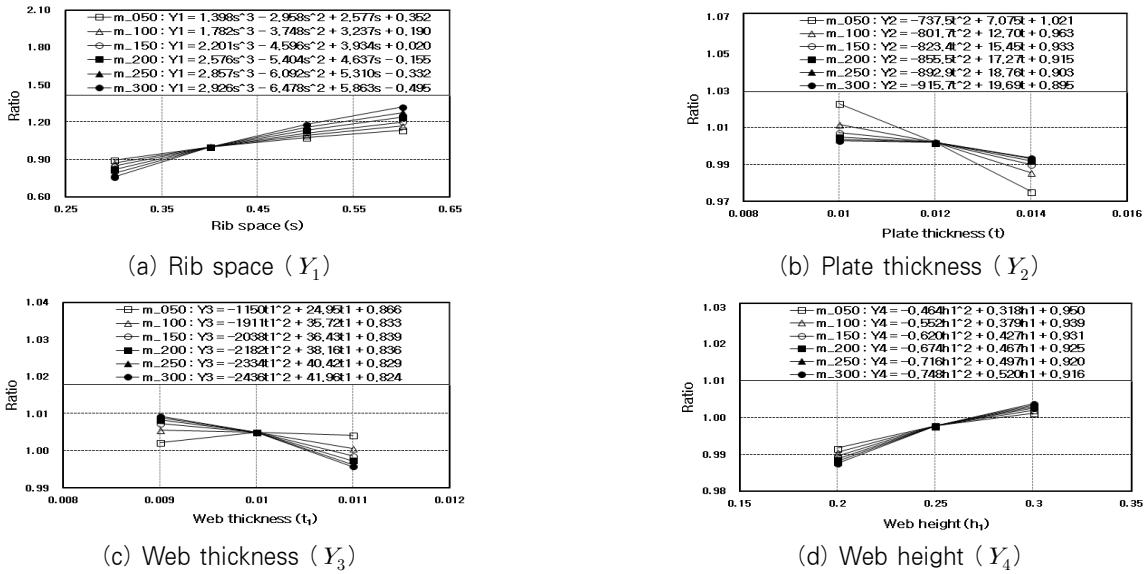 2.10
1.80
1.50
1.20
0.90
0.60
Ratio
m_050 : Y1 = 1,398s^3 - 2,958s^2 + 2,577s + 0,352
m_100 : Y1 = 1,782s^3 - 3,748s^2 + 3,237s + 0,190
m_150 : Y1 = 2,201s^3 - 4,596s^2 + 3,934s + 0,020
m_200 : Y1 = 2,576s^3 - 5,404s^2 + 4,637s - 0,155
m_250 : Y1 = 2,857s^3 - 6,092s^2 + 5,310s - 0,332
m_300 : Y1 = 2,926s^3 - 6,478s^2 + 5,863s - 0,495
0.25 0.35 0.45 0.55 0.65
Rib space (s)
(a) Rib space ( Y1)
1.07
1.05
1.03
1.01
0.99
0.97
Ratio
m_050 : Y2 = -737,5t^2 + 7,075t + 1,021
m_100 : Y2 = -801,7t^2 + 12,70t + 0,963
m_150 : Y2 = -823,4t^2 + 15,45t + 0,933
m_200 : Y2 = -855,5t^2 + 17,27t + 0,915
m_250 : Y2 = -892,9t^2 + 18,76t + 0,903
m_300 : Y2 = -915,7t^2 + 19,69t + 0,895
0.008 0.01 0.012 0.014 0.016
Plate thickness (t)
(b) Plate thickness ( Y2)
1.04
1.03
1.02
1.01
1.00
0.99
Ratio
m_050 : Y3 = -1150t1^2 + 24,95t1 + 0,866
m_100 : Y3 = -1911t1^2 + 35,72t1 + 0,833
m_150 : Y3 = -2038t1^2 + 36,43t1 + 0,839
m_200 : Y3 = -2182t1^2 + 38,16t1 + 0,836
m_250 : Y3 = -2334t1^2 + 40,42t1 + 0,829
m_300 : Y3 = -2436t1^2 + 41,96t1 + 0,824
0.008 0.009 0.01 0.011 0.012
Web thickness (t1)
(c) Web thickness ( Y3)
1.03
1.02
1.01
1.00
0.99
0.98
Ratio
m_050 : Y4 = -0,464h1^2 + 0,318h1 + 0,950
m_100 : Y4 = -0,552h1^2 + 0,379h1 + 0,939
m_150 : Y4 = -0,620h1^2 + 0,427h1 + 0,931
m_200 : Y4 = -0,674h1^2 + 0,467h1 + 0,925
m_250 : Y4 = -0,716h1^2 + 0,497h1 + 0,920
m_300 : Y4 = -0,748h1^2 + 0,520h1 + 0,916
0.15 0.2 0.25 0.3 0.35
Web height (h1)
(d) Web height ( Y4)